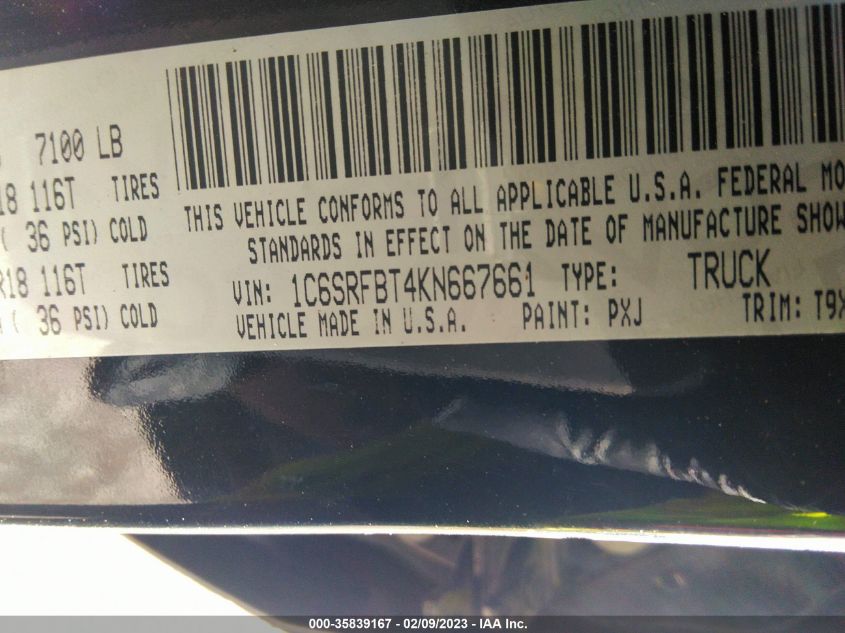 7100 LB
18 116T TIRES
( 36 PSI) COLD
R18 116T TIRES
( 36 PSI) COLD
THIS VEHICLE CONFORMS TO ALL APPLICABLE U.S.A. FEDERAL MO
STANDARDS IN EFFECT ON THE DATE OF MANUFACTURE SHOW
VIN: 1C6SRFBT4KN667661 TYPE: TRUCK
VEHICLE MADE IN U.S.A. PAINT: PXJ TRIM: T9X
000-35839167 - 02/09/2023 - IAA Inc.